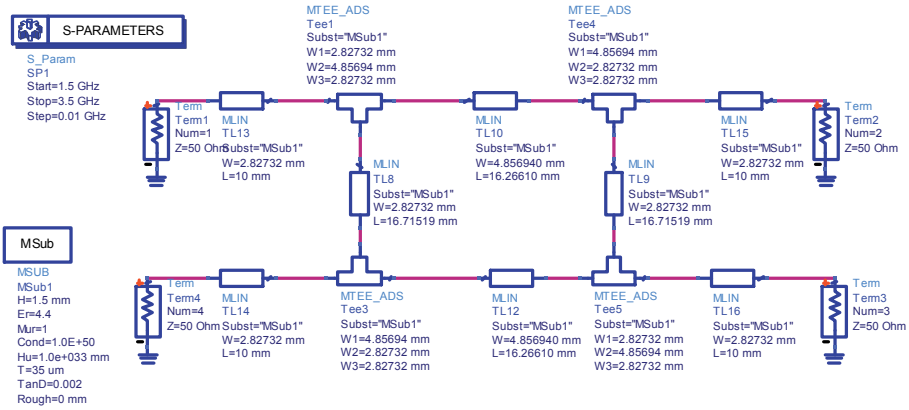 S-PARAMETERS
S_Param
SP1
Start=1.5 GHz
Stop=3.5 GHz
Step=0.01 GHz
MTEE_ADS
Tee1
Subst="MSub1"
W1=2.82732 mm
W2=4.85694 mm
W3=2.82732 mm
MTEE_ADS
Tee4
Subst="MSub1"
W1=4.85694 mm
W2=2.82732 mm
W3=2.82732 mm
Term
Term1
Num=1
Z=50 Ohm
MLIN
TL13
Subst="MSub1"
W=2.82732 mm
L=10 mm
MLIN
TL10
Subst="MSub1"
W=4.856940 mm
L=16.26610 mm
MLIN
TL15
Subst="MSub1"
W=2.82732 mm
L=10 mm
Term
Term2
Num=2
Z=50 Ohm
MLIN
TL8
Subst="MSub1"
W=2.82732 mm
L=16.71519 mm
MLIN
TL9
Subst="MSub1"
W=2.82732 mm
L=16.71519 mm
MSub
MSUB
MSub1
H=1.5 mm
Er=4.4
Mur=1
Cond=1.0E+50
Hu=1.0e+033 mm
T=35 um
TanD=0.002
Rough=0 mm
Term
Term4
Num=4
Z=50 Ohm
MLIN
TL14
Subst="MSub1"
W=2.82732 mm
L=10 mm
MTEE_ADS
Tee3
Subst="MSub1"
W1=4.85694 mm
W2=2.82732 mm
W3=2.82732 mm
MLIN
TL12
Subst="MSub1"
W=4.856940 mm
L=16.26610 mm
MTEE_ADS
Tee5
Subst="MSub1"
W1=2.82732 mm
W2=4.85694 mm
W3=2.82732 mm
MLIN
TL16
Subst="MSub1"
W=2.82732 mm
L=10 mm
Term
Term3
Num=3
Z=50 Ohm